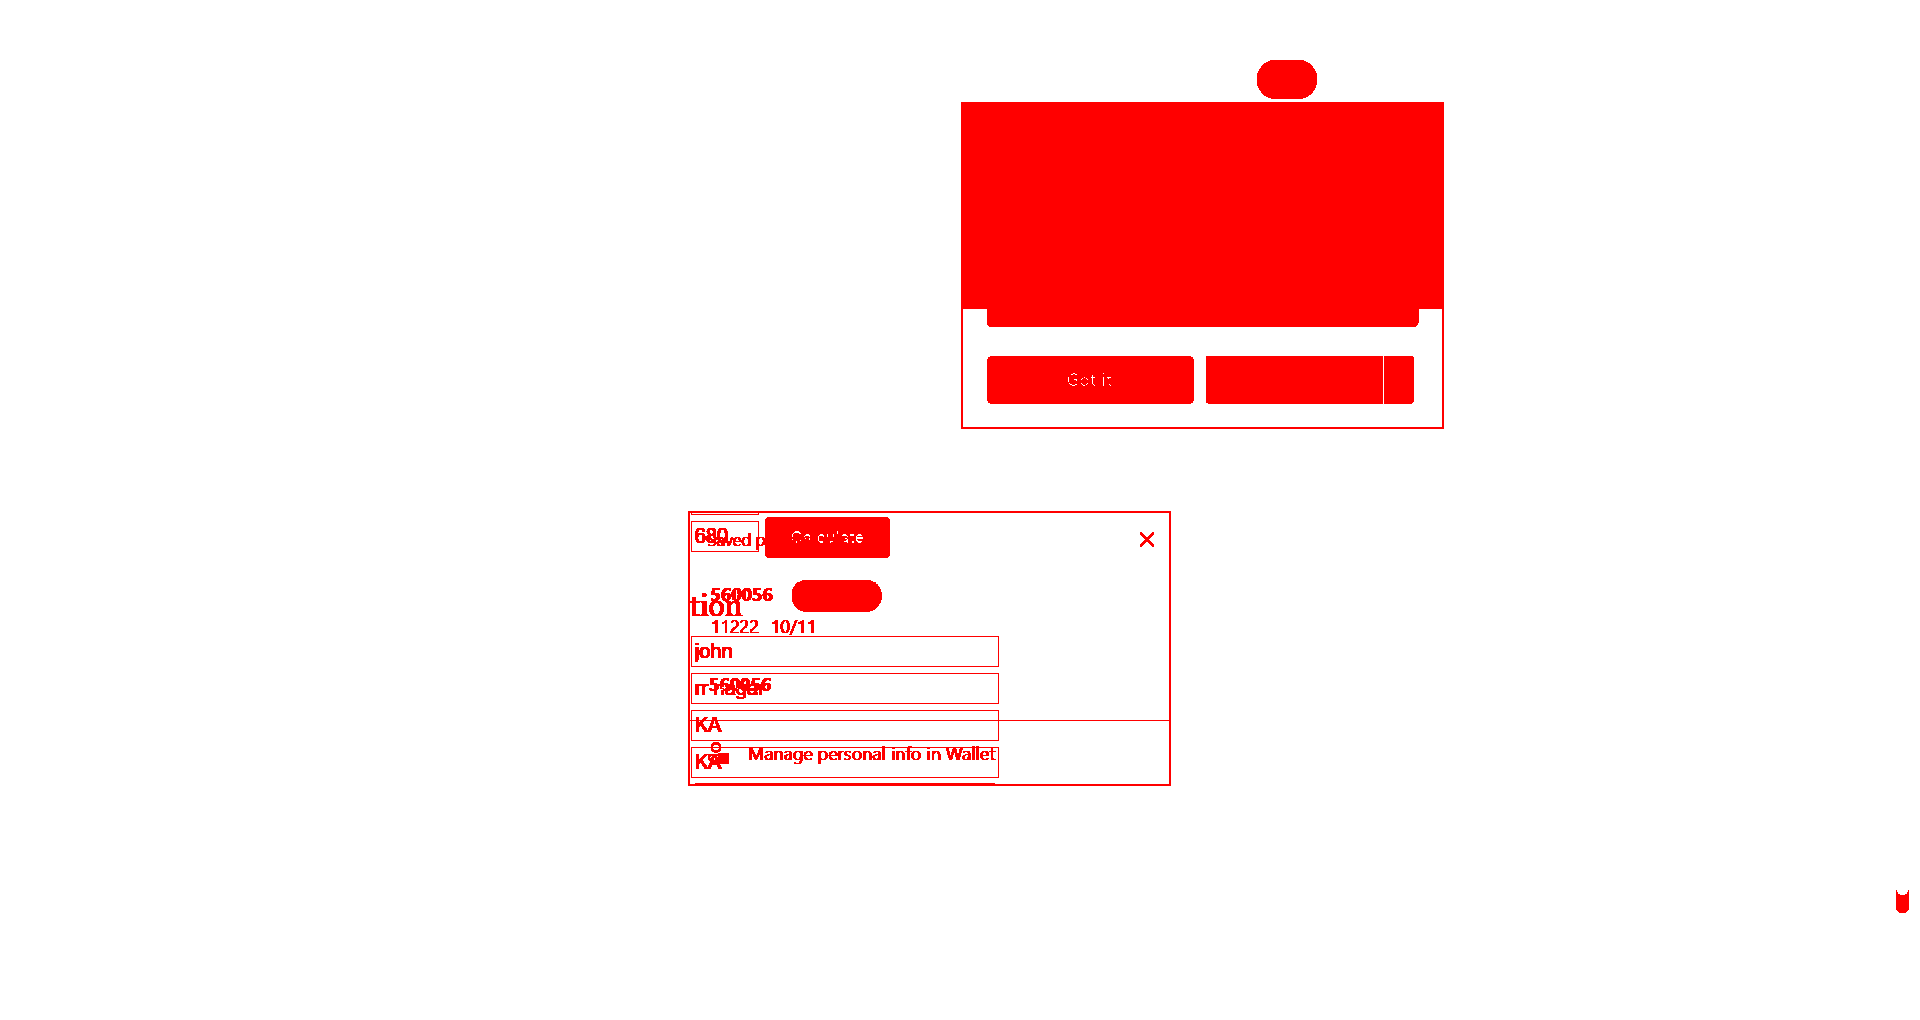 Got it
680
Calculate
560056
tion
11222 10/11
john
560056
rr nagar
KA
Manage personal info in Wallet
KA